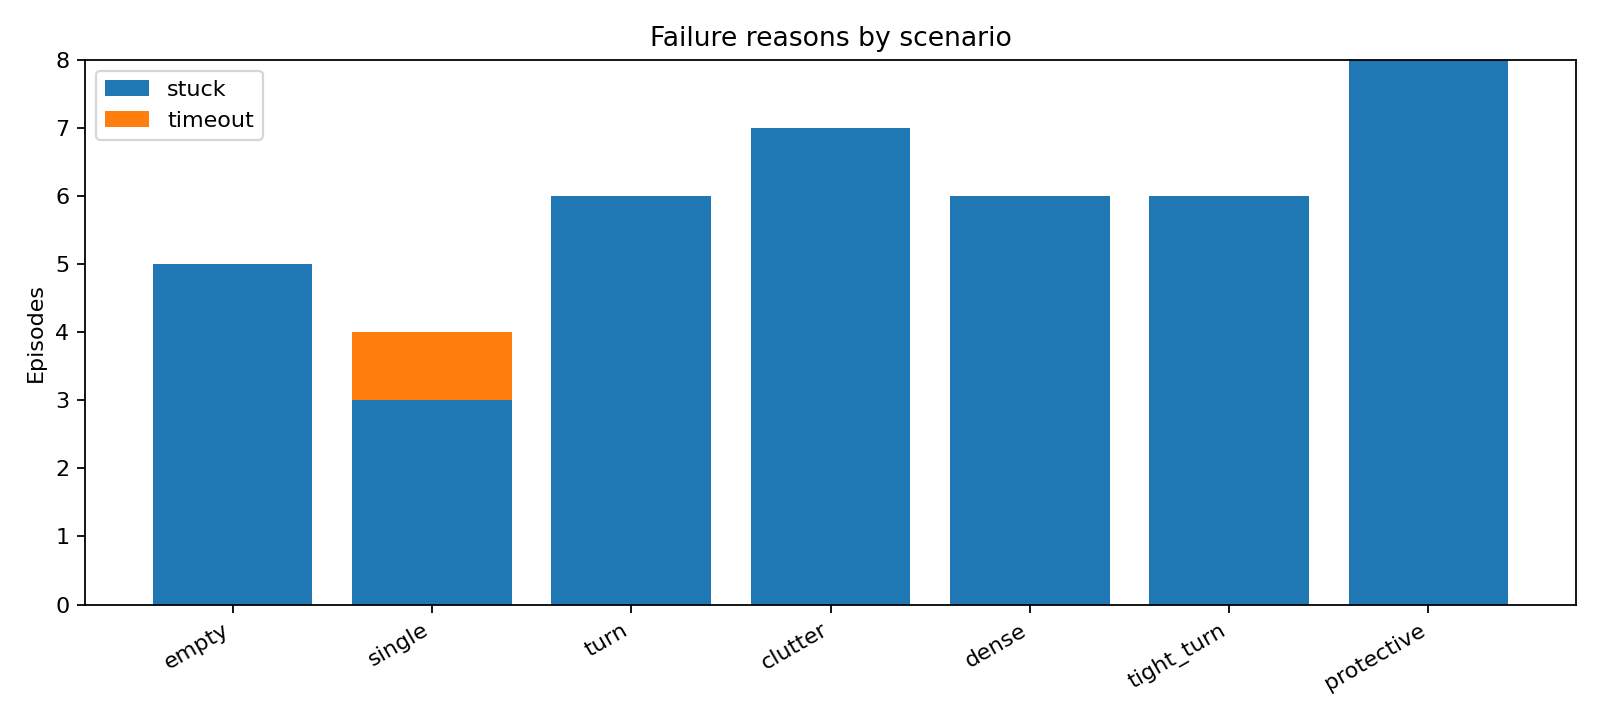 Failure reasons by scenario
stuck
timeout
Episodes
8
7
6
5
4
3
2
1
0
empty
single
turn
clutter
dense
tight_turn
protective